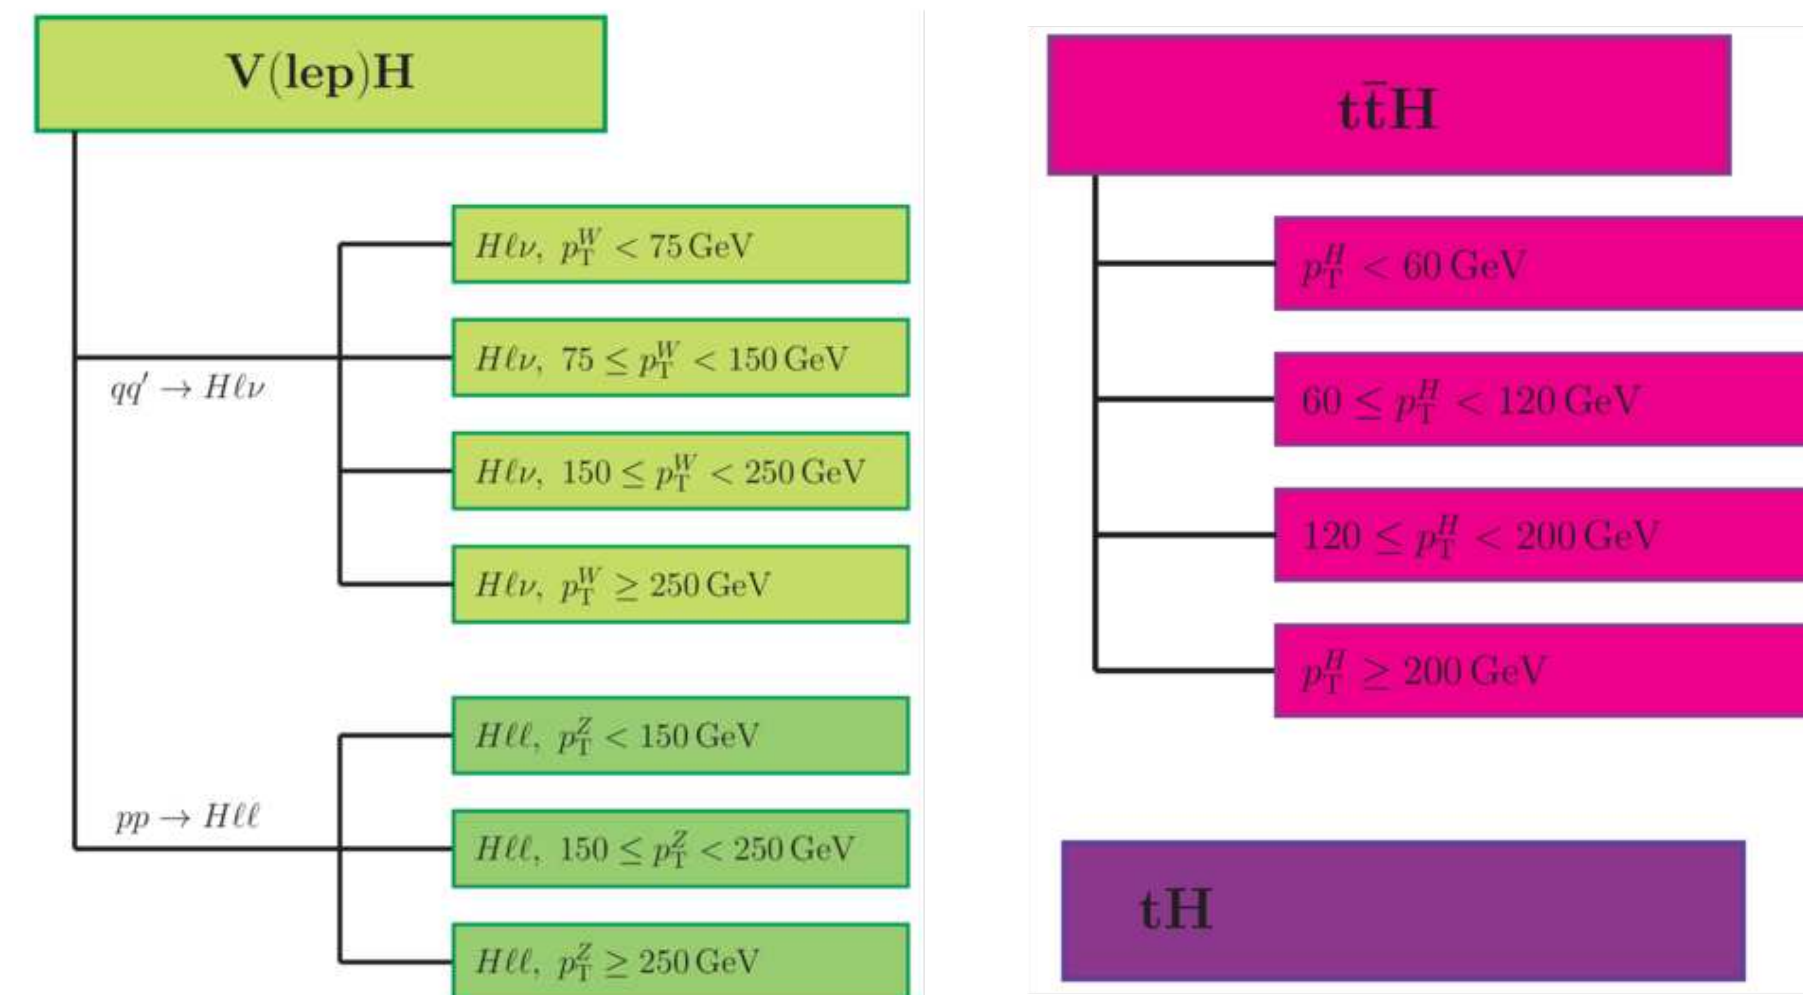 V(lep)H
Hℓν, p_T^W < 75 GeV
Hℓν, 75 ≤ p_T^W < 150 GeV
qq′ → Hℓν
Hℓν, 150 ≤ p_T^W < 250 GeV
Hℓν, p_T^W ≥ 250 GeV
Hℓℓ, p_T^Z < 150 GeV
pp → Hℓℓ
Hℓℓ, 150 ≤ p_T^Z < 250 GeV
Hℓℓ, p_T^Z ≥ 250 GeV
tt̄H
p_T^H < 60 GeV
60 ≤ p_T^H < 120 GeV
120 ≤ p_T^H < 200 GeV
p_T^H ≥ 200 GeV
tH